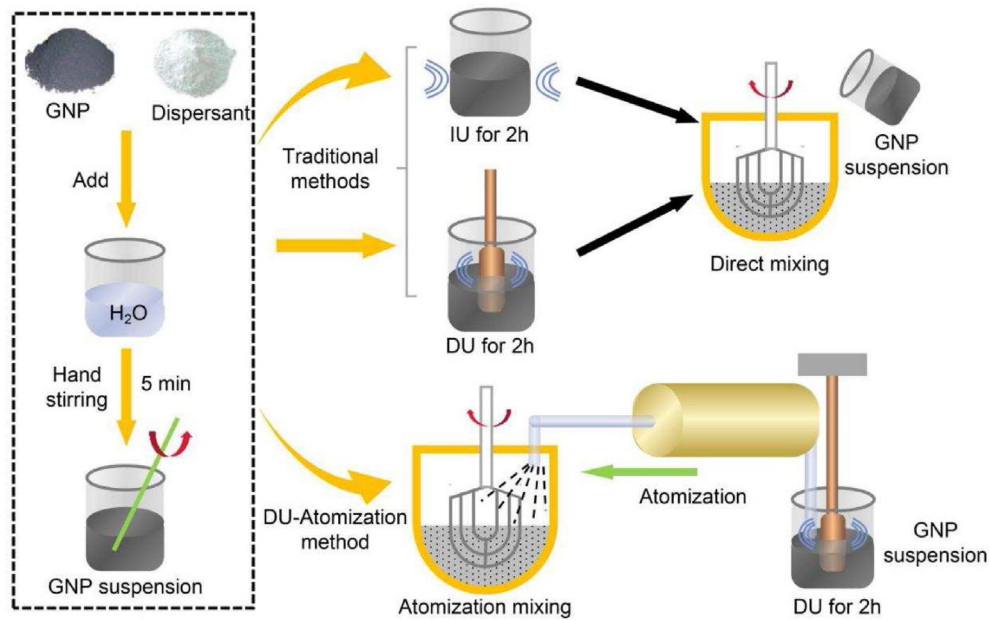 GNP
Dispersant
Add
H₂O
Hand
stirring
5 min
GNP suspension
Traditional
methods
IU for 2h
DU for 2h
GNP
suspension
Direct mixing
DU-Atomization
method
Atomization mixing
Atomization
GNP
suspension
DU for 2h